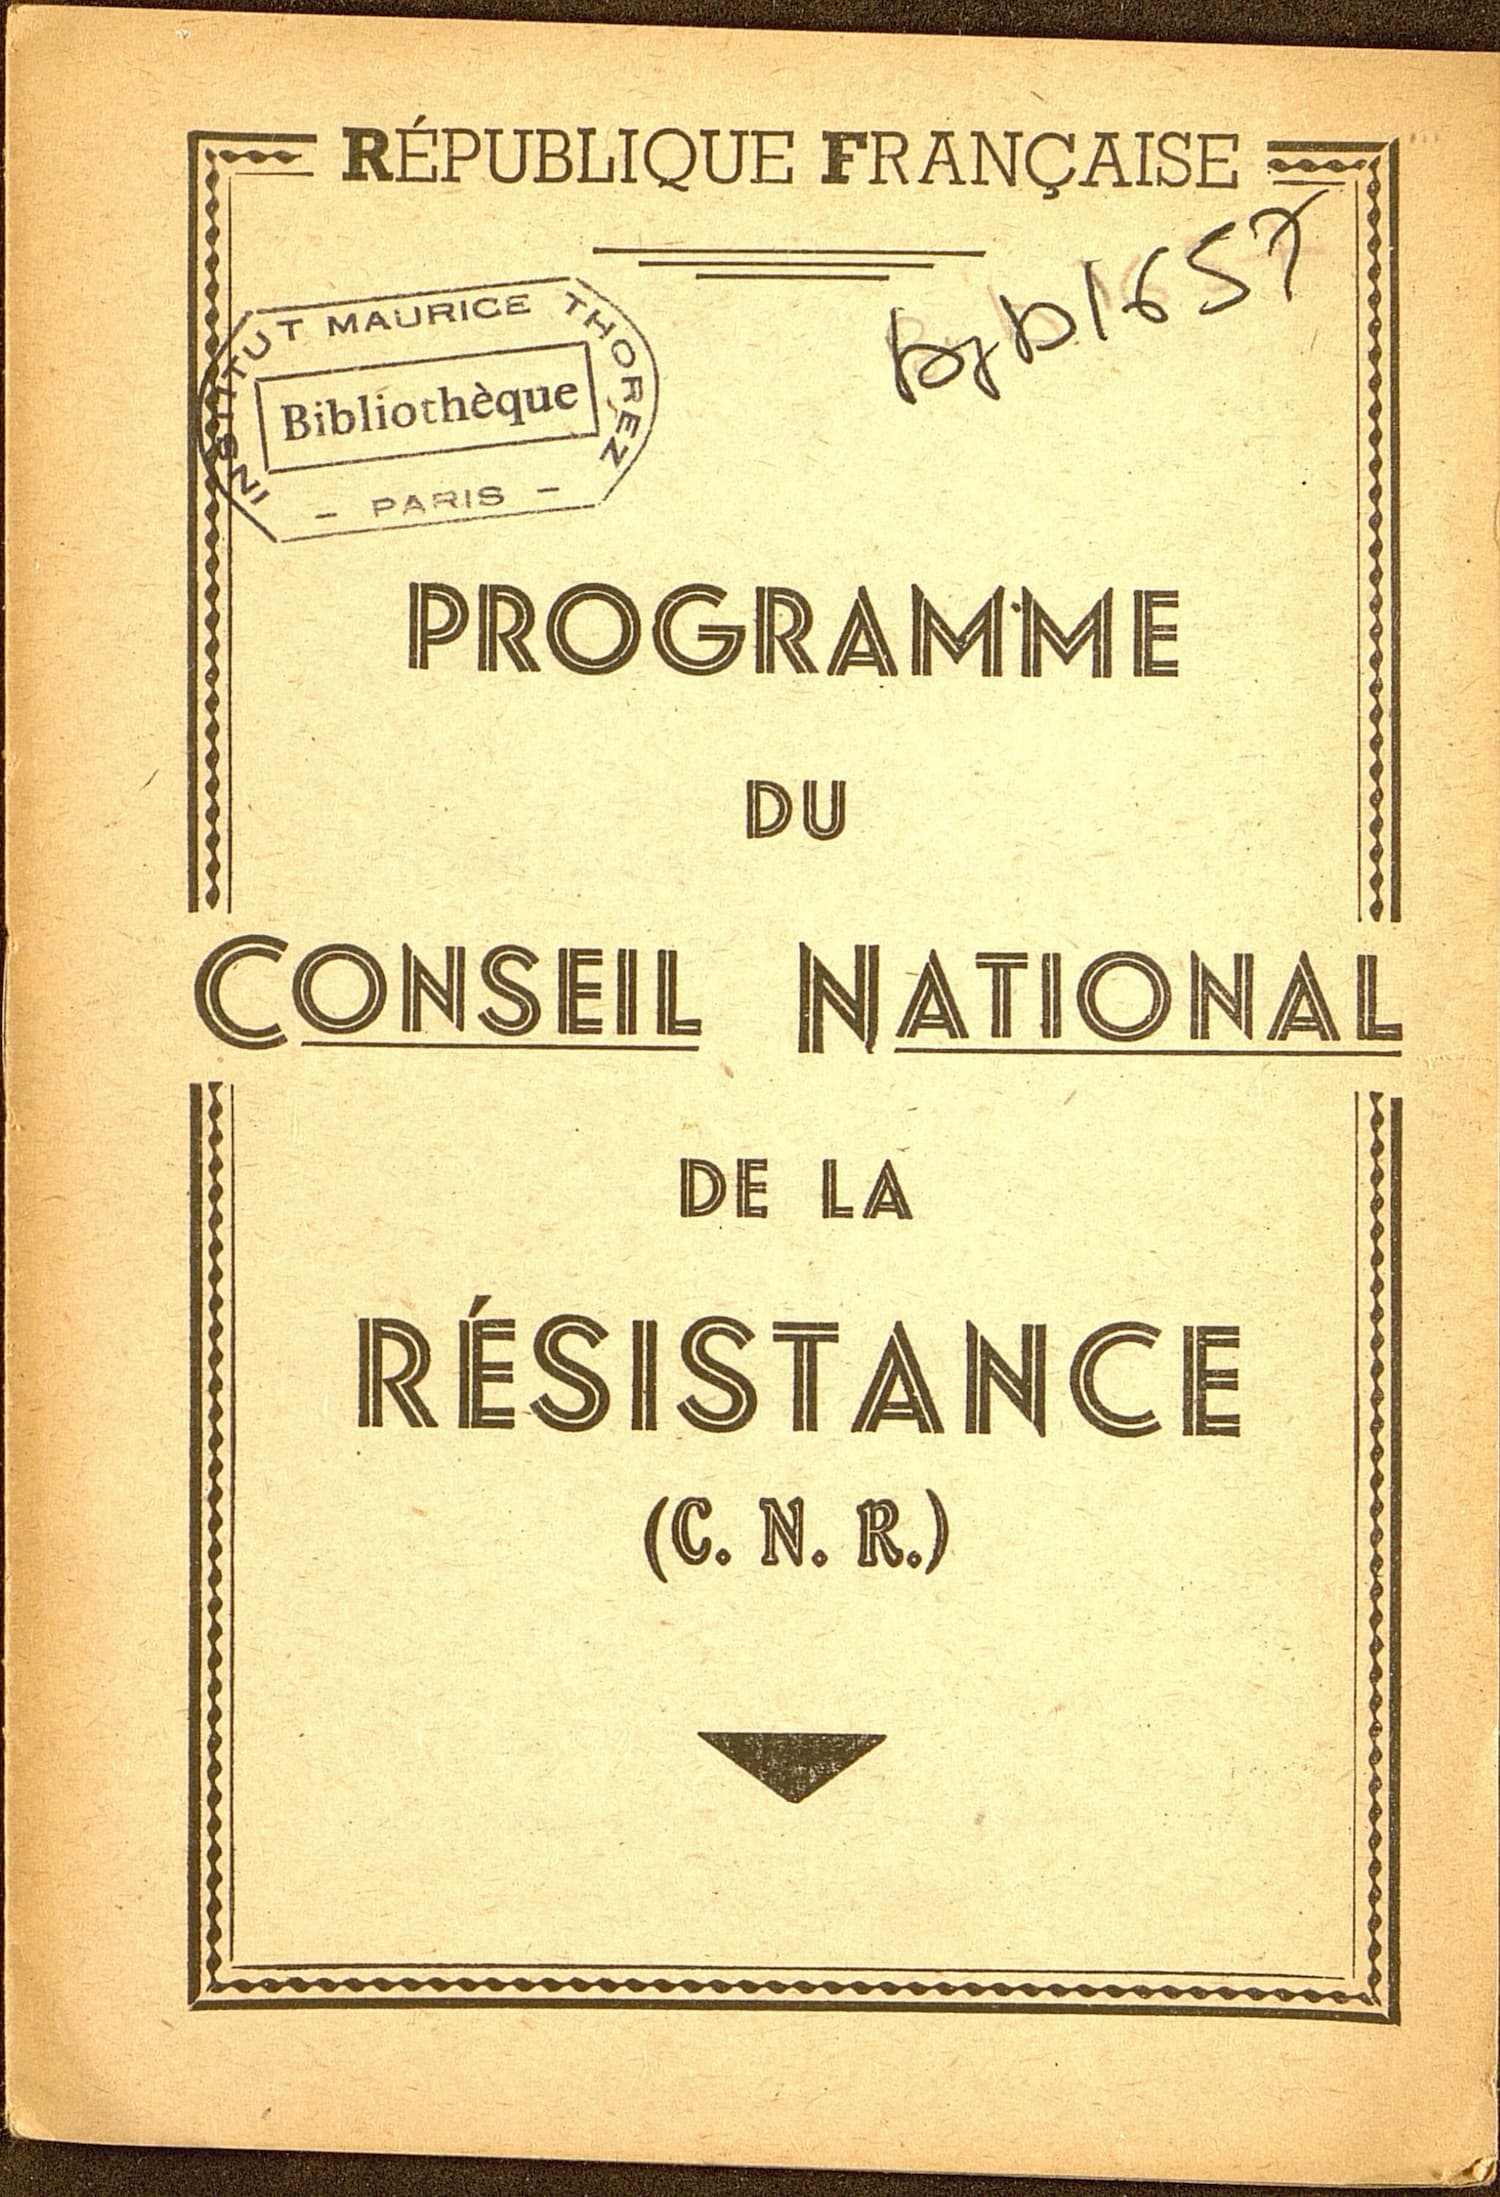 RÉPUBLIQUE FRANÇAISE
INSTITUT MAURICE THOREZ
Bibliothèque
- PARIS -
PROGRAMME
DU
CONSEIL NATIONAL
DE LA
RÉSISTANCE
(C. N. R.)